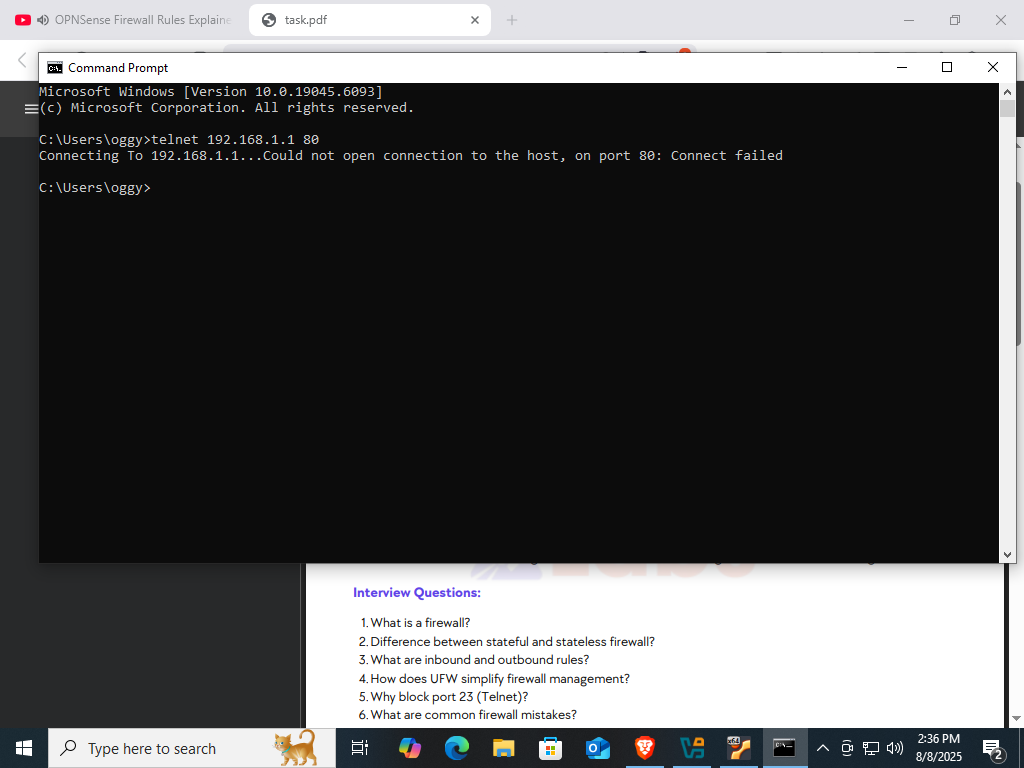 OPNSense Firewall Rules Explaine
task.pdf
Command Prompt
Microsoft Windows [Version 10.0.19045.6093]
(c) Microsoft Corporation. All rights reserved.
C:\Users\oggy>telnet 192.168.1.1 80
Connecting To 192.168.1.1...Could not open connection to the host, on port 80: Connect failed
C:\Users\oggy>
Interview Questions:
1. What is a firewall?
2. Difference between stateful and stateless firewall?
3. What are inbound and outbound rules?
4. How does UFW simplify firewall management?
5. Why block port 23 (Telnet)?
6. What are common firewall mistakes?
Type here to search
x64
2:36 PM
8/8/2025
2